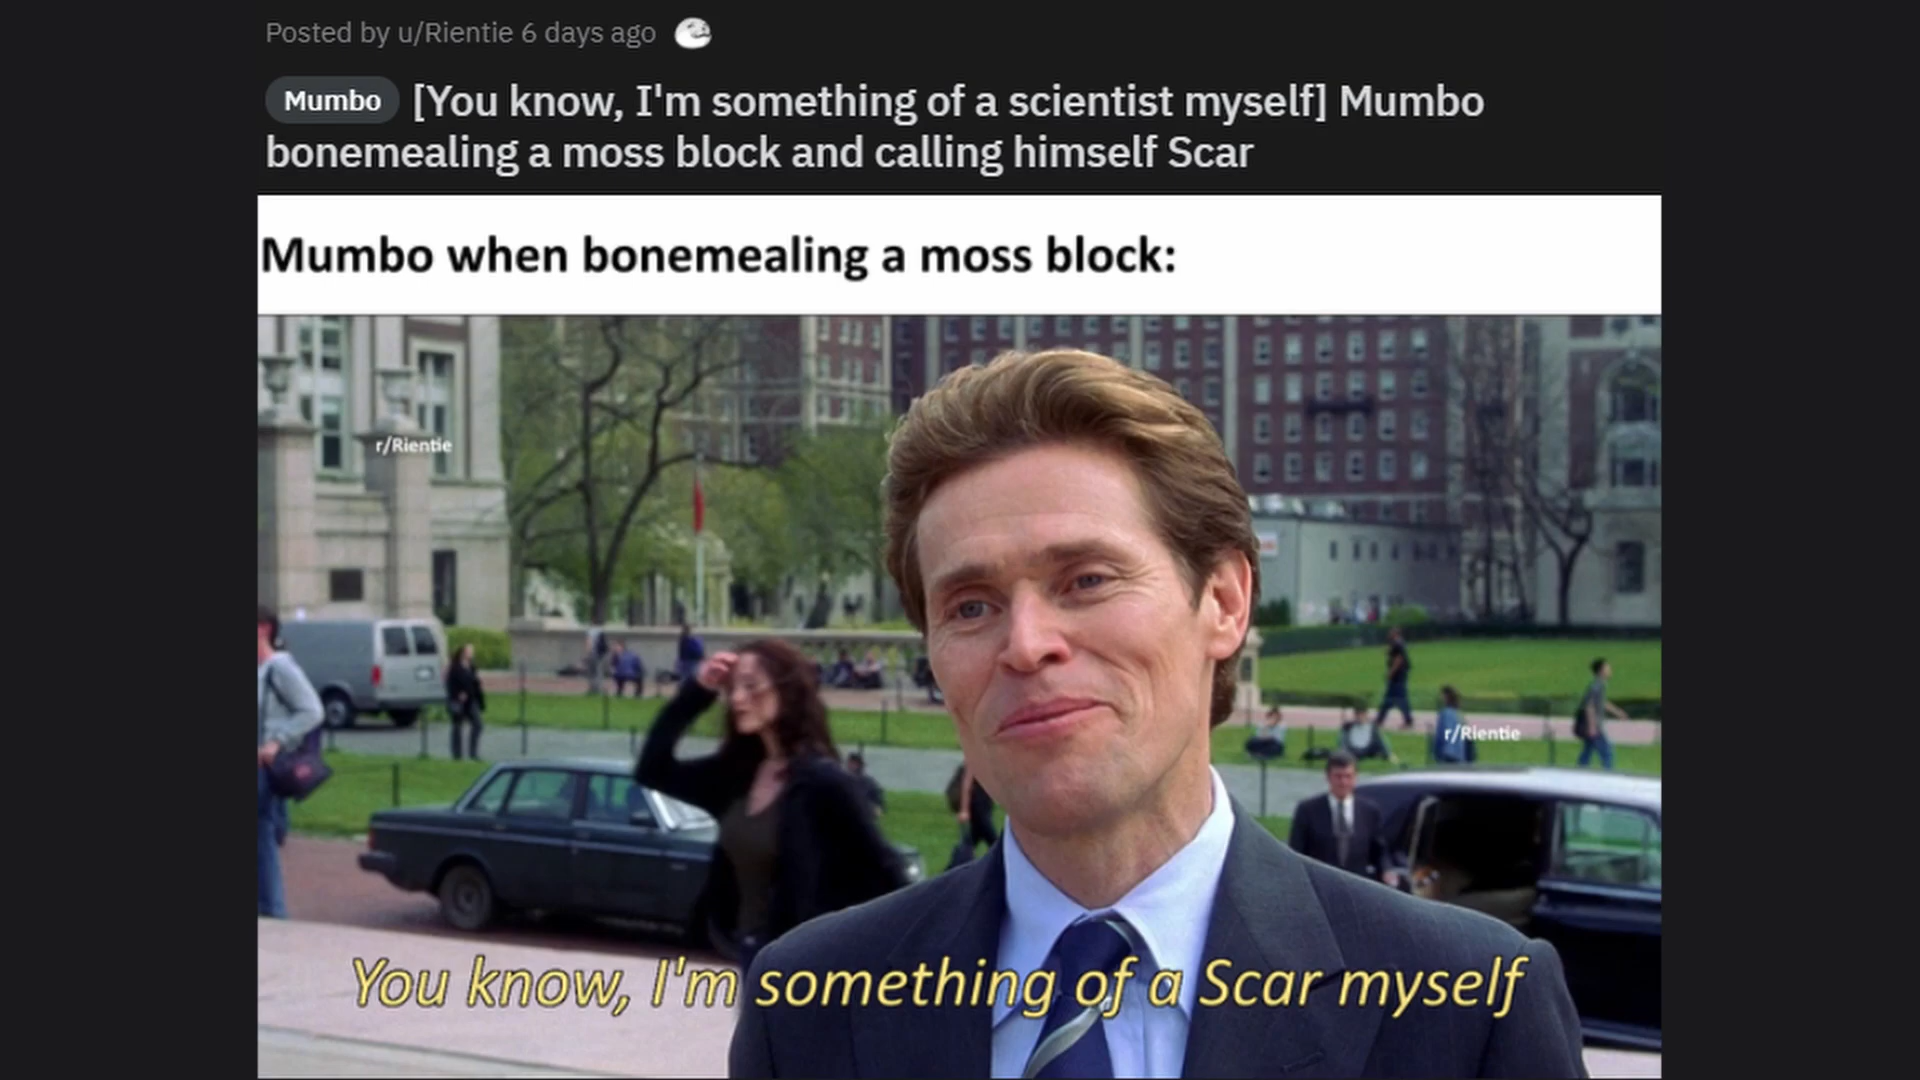 Posted by u/Rientie 6 days ago
Mumbo [You know, I'm something of a scientist myself] Mumbo
bonemealing a moss block and calling himself Scar
Mumbo when bonemealing a moss block:
r/Rientie
r/Rientie
You know, I'm something of a Scar myself